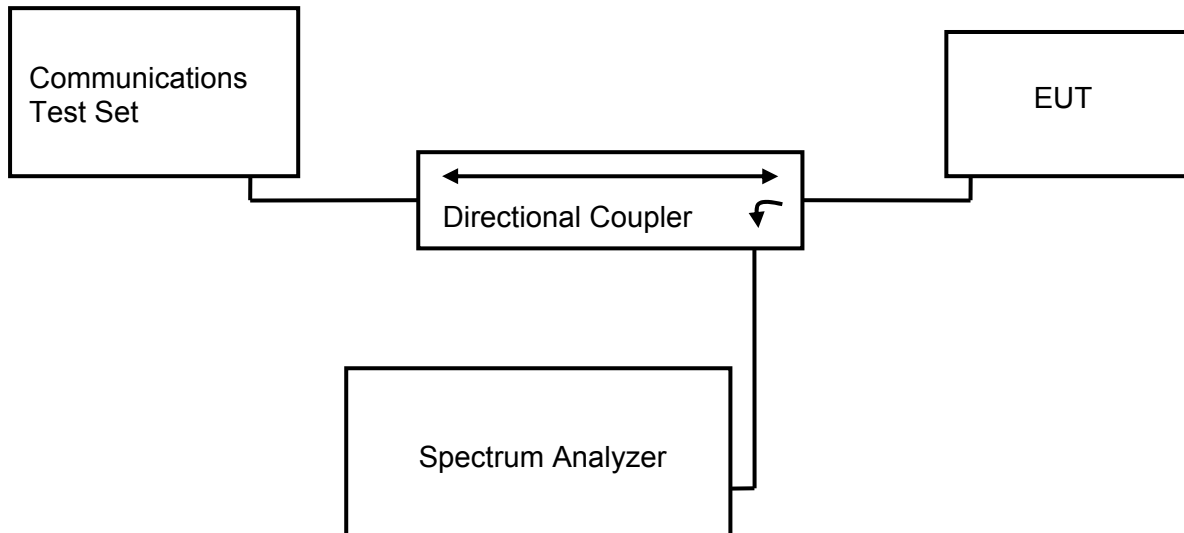 Communications
Test Set
EUT
Directional Coupler
Spectrum Analyzer